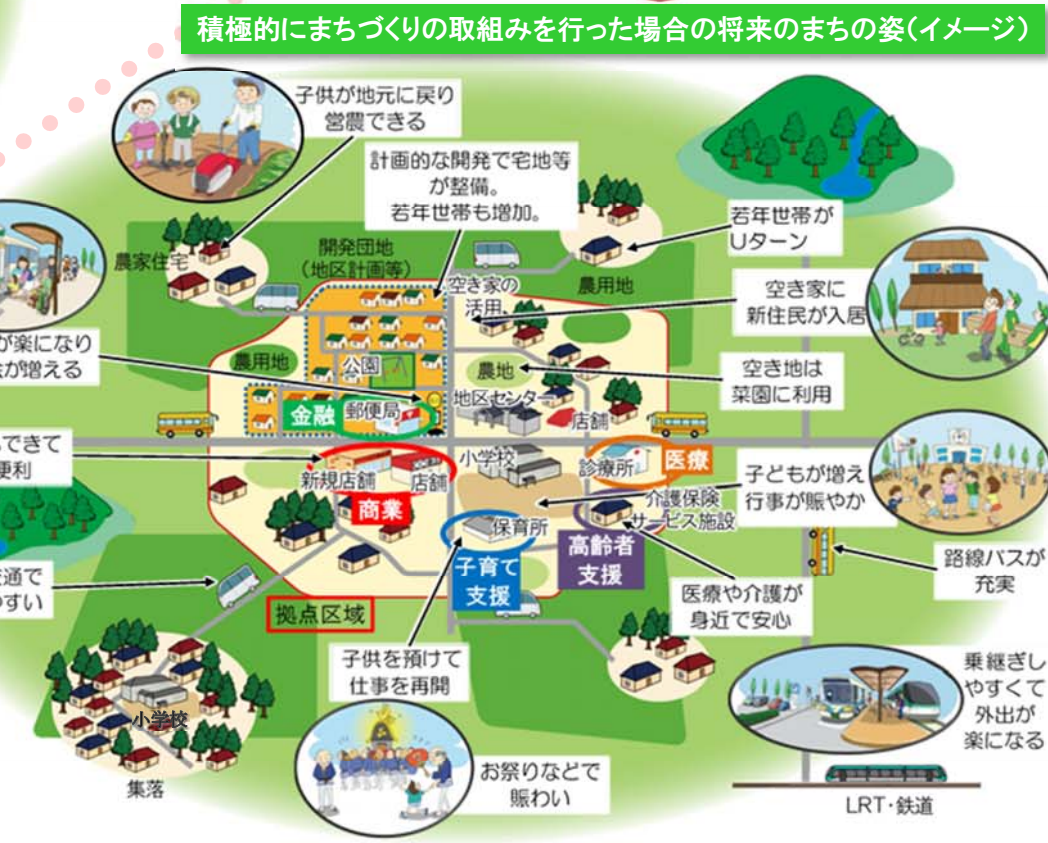 積極的にまちづくりの取組みを行った場合の将来のまちの姿(イメージ)
子供が地元に戻り
営農できる
計画的な開発で宅地等
が整備。
若年世帯も増加。
若年世帯が
Uターン
農家住宅
開発団地
(地区計画等)
空き家の
活用
農用地
空き家に
新住民が入居
が楽になり
が増える
農用地
公園
農地
空き地は
菜園に利用
金融
郵便局
地区センター
店舗
できて
便利
新規店舗
店舗
商業
小学校
診療所
医療
子どもが増え
行事が賑やか
介護保険
サービス施設
保育所
高齢者
支援
子育て
支援
路線バスが
充実
通で
すい
拠点区域
医療や介護が
身近で安心
子供を預けて
仕事を再開
乗継ぎし
やすくて
外出が
楽になる
小学校
集落
お祭りなどで
賑わい
LRT・鉄道